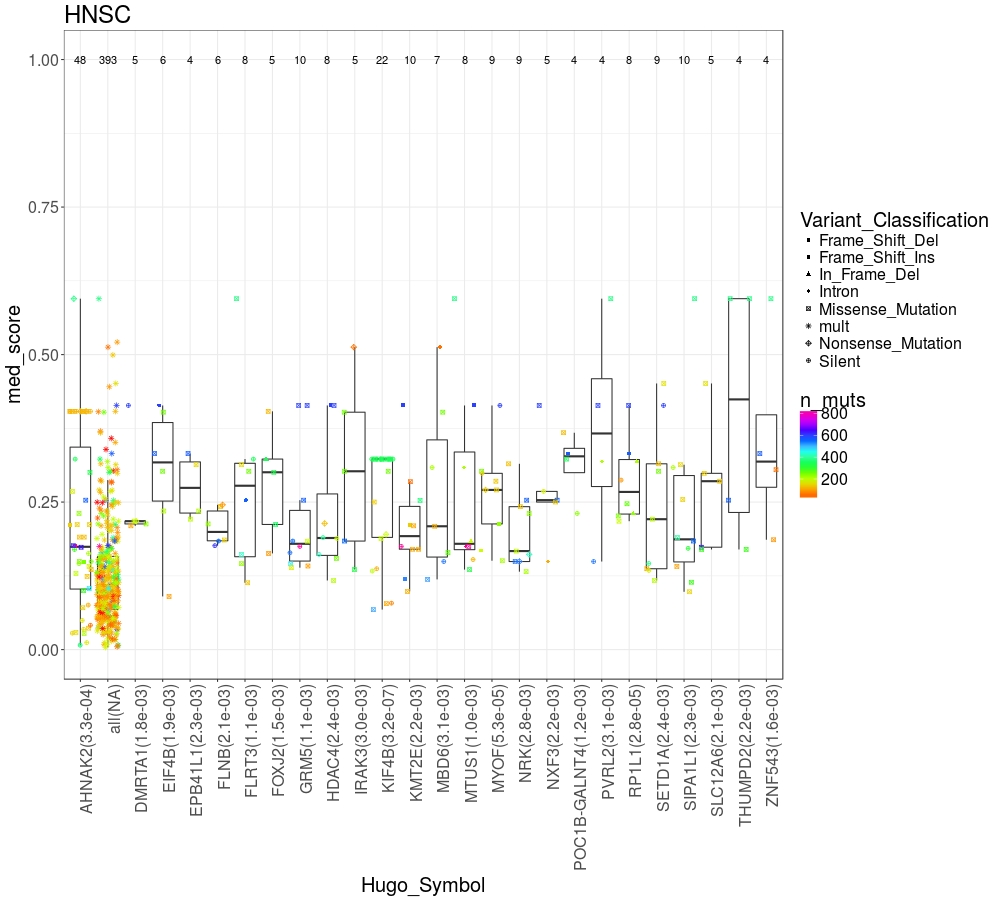 HNSC
48 393 5 6 4 6 8 5 10 8 5 22 10 7 8 9 9 5 4 4 8 9 10 5 4 4
1.00
0.75
0.50
0.25
0.00
med_score
AHNAK2(3.3e-04)
all(NA)
DMRTA1(1.8e-03)
EIF4B(1.9e-03)
EPB41L1(2.3e-03)
FLNB(2.1e-03)
FLRT3(1.1e-03)
FOXJ2(1.5e-03)
GRM5(1.1e-03)
HDAC4(2.4e-03)
IRAK3(3.0e-03)
KIF4B(3.2e-07)
KMT2E(2.2e-03)
MBD6(3.1e-03)
MTUS1(1.0e-03)
MYOF(5.3e-05)
NRK(2.8e-03)
NXF3(2.2e-03)
POC1B-GALNT4(1.2e-03)
PVRL2(3.1e-03)
RP1L1(2.8e-05)
SETD1A(2.4e-03)
SIPA1L1(2.3e-03)
SLC12A6(2.1e-03)
THUMPD2(2.2e-03)
ZNF543(1.6e-03)
Hugo_Symbol
Variant_Classification
Frame_Shift_Del
Frame_Shift_Ins
In_Frame_Del
Intron
Missense_Mutation
mult
Nonsense_Mutation
Silent
n_muts
800
600
400
200